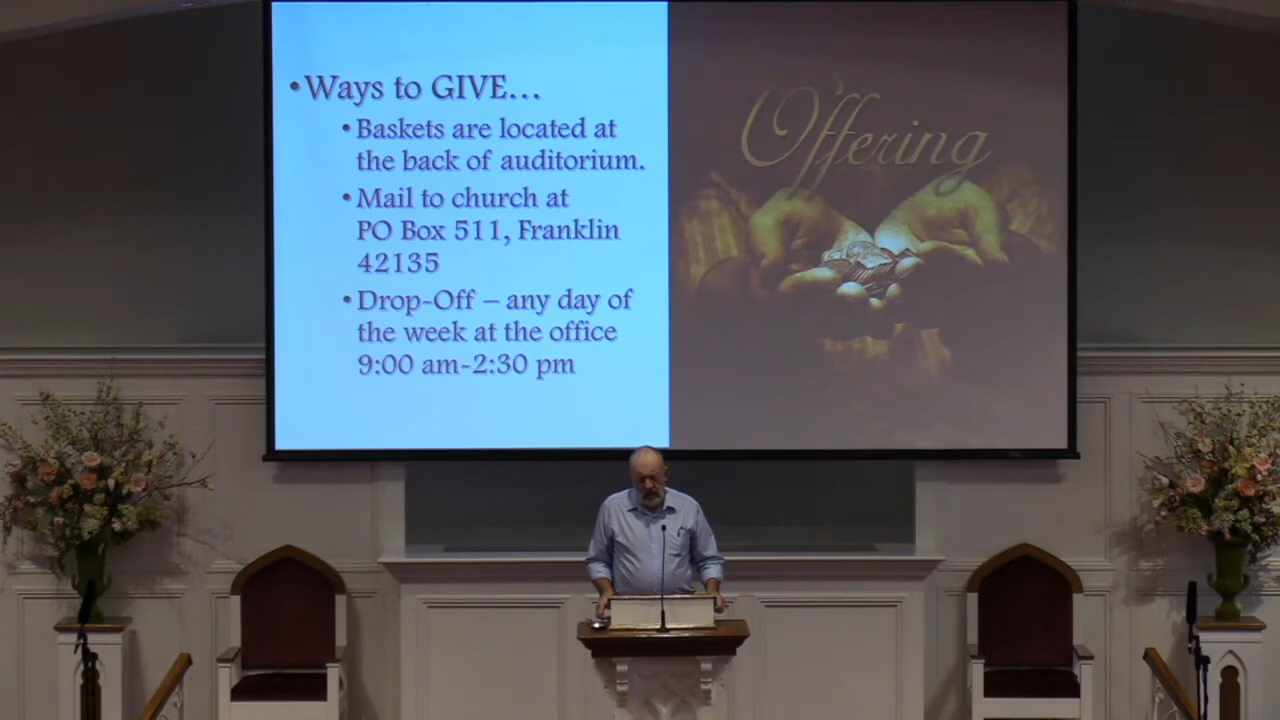 • Ways to GIVE...
• Baskets are located at
the back of auditorium.
• Mail to church at
PO Box 511, Franklin
42135
• Drop-Off – any day of
the week at the office
9:00 am-2:30 pm
Offering